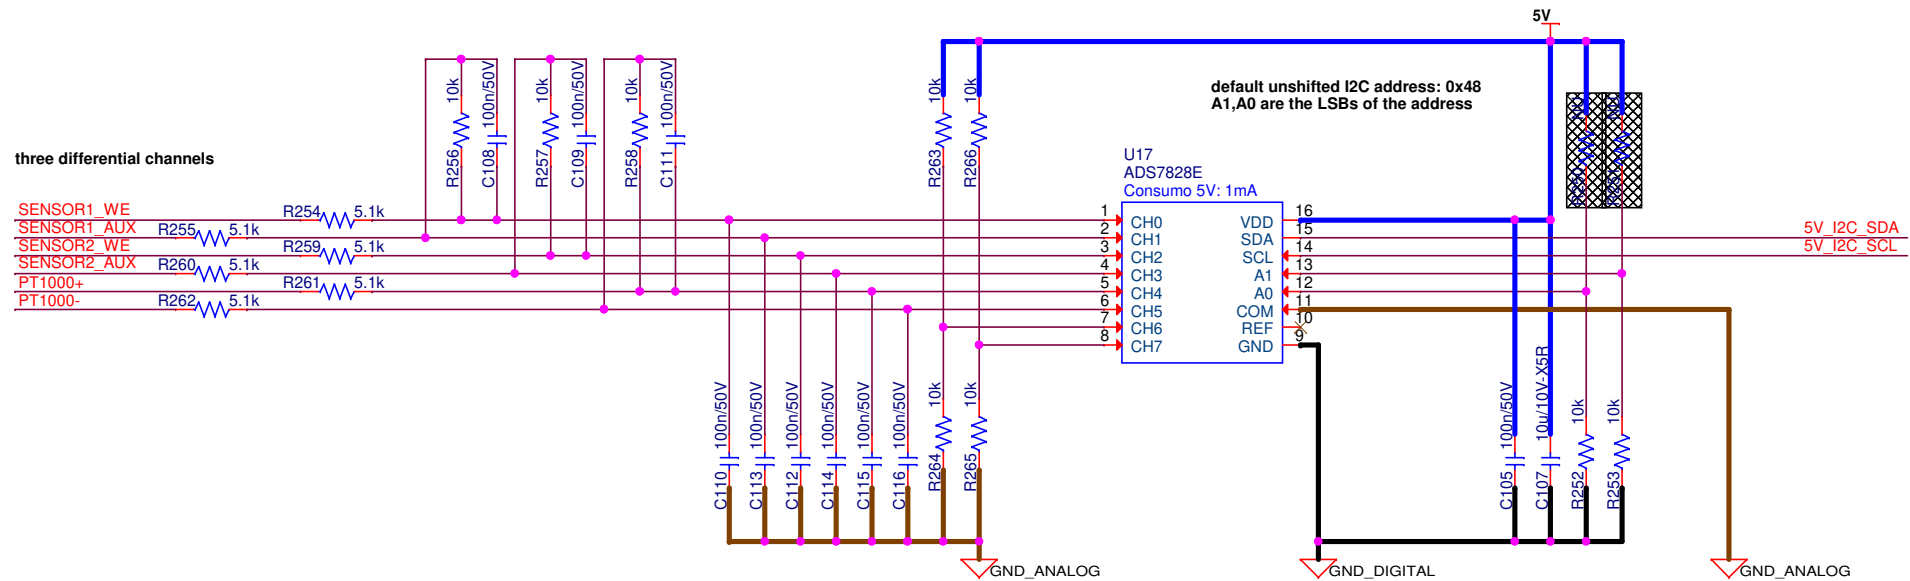 5V
default unshifted I2C address: 0x48
A1,A0 are the LSBs of the address
three differential channels
10k
100n/50V
10k
100n/50V
10k
100n/50V
10k
10k
R256
C108
R257
C109
R258
C111
R263
R266
U17
ADS7828E
Consumo 5V: 1mA
SENSOR1_WE
R254
5.1k
SENSOR1_AUX
R255
5.1k
SENSOR2_WE
R259
5.1k
SENSOR2_AUX
R260
5.1k
PT1000+
R261
5.1k
PT1000-
R262
5.1k
1 CH0 VDD 16
2 CH1 SDA 15
3 CH2 SCL 14
4 CH3 A1 13
5 CH4 A0 12
6 CH5 COM 11
7 CH6 REF 10
8 CH7 GND 9
5V_I2C_SDA
5V_I2C_SCL
100n/50V
100n/50V
100n/50V
100n/50V
100n/50V
100n/50V
10k
10k
100n/50V
10u/10V-X5R
10k
10k
C110
C113
C112
C114
C115
C116
R264
R265
C105
C107
R252
R253
GND_ANALOG
GND_DIGITAL
GND_ANALOG